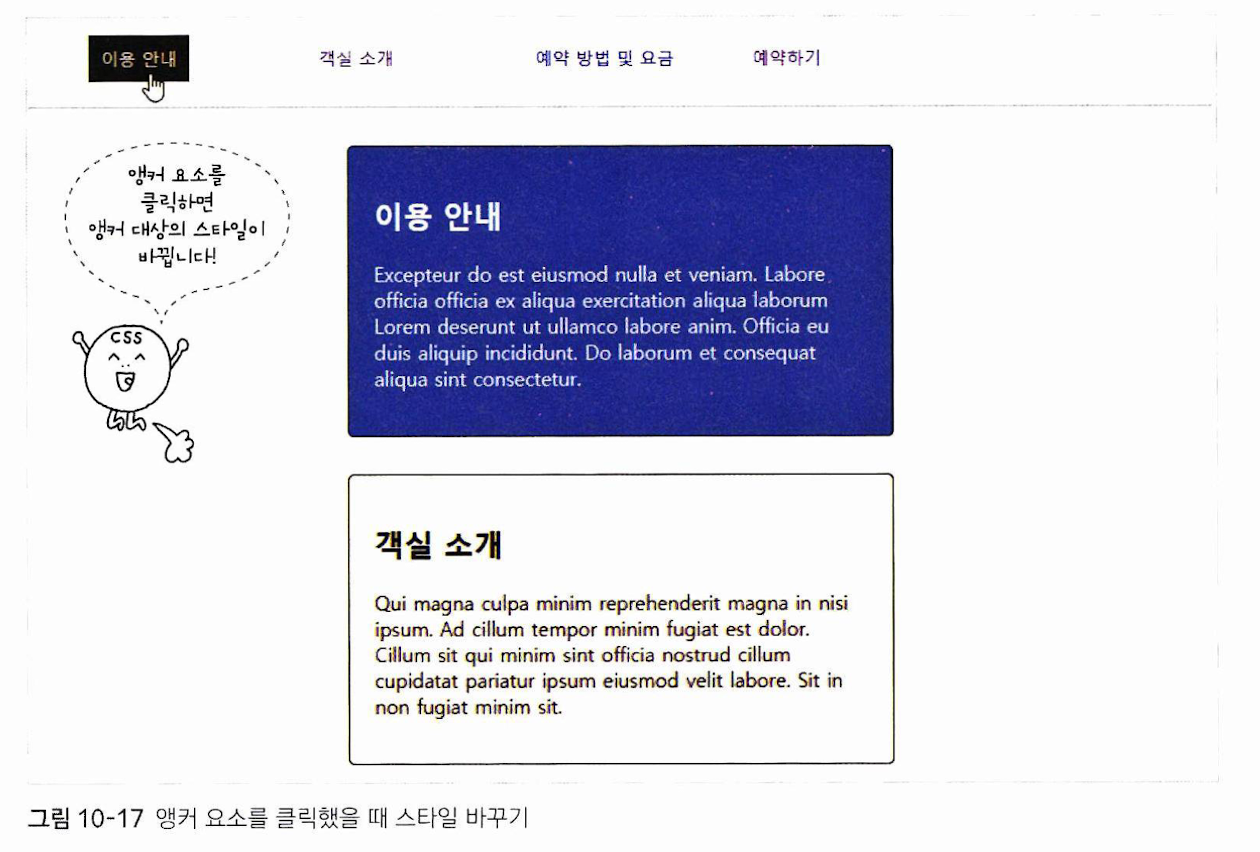 이용 안내
객실 소개
예약 방법 및 요금
예약하기
앵커 요소를
클릭하면
앵커 대상의 스타일이
바뀝니다!
CSS
이용 안내
Excepteur do est eiusmod nulla et veniam. Labore
officia officia ex aliqua exercitation aliqua laborum
Lorem deserunt ut ullamco labore anim. Officia eu
duis aliquip incididunt. Do laborum et consequat
aliqua sint consectetur.
객실 소개
Qui magna culpa minim reprehenderit magna in nisi
ipsum. Ad cillum tempor minim fugiat est dolor.
Cillum sit qui minim sint officia nostrud cillum
cupidatat pariatur ipsum eiusmod velit labore. Sit in
non fugiat minim sit.
그림 10-17 앵커 요소를 클릭했을 때 스타일 바꾸기